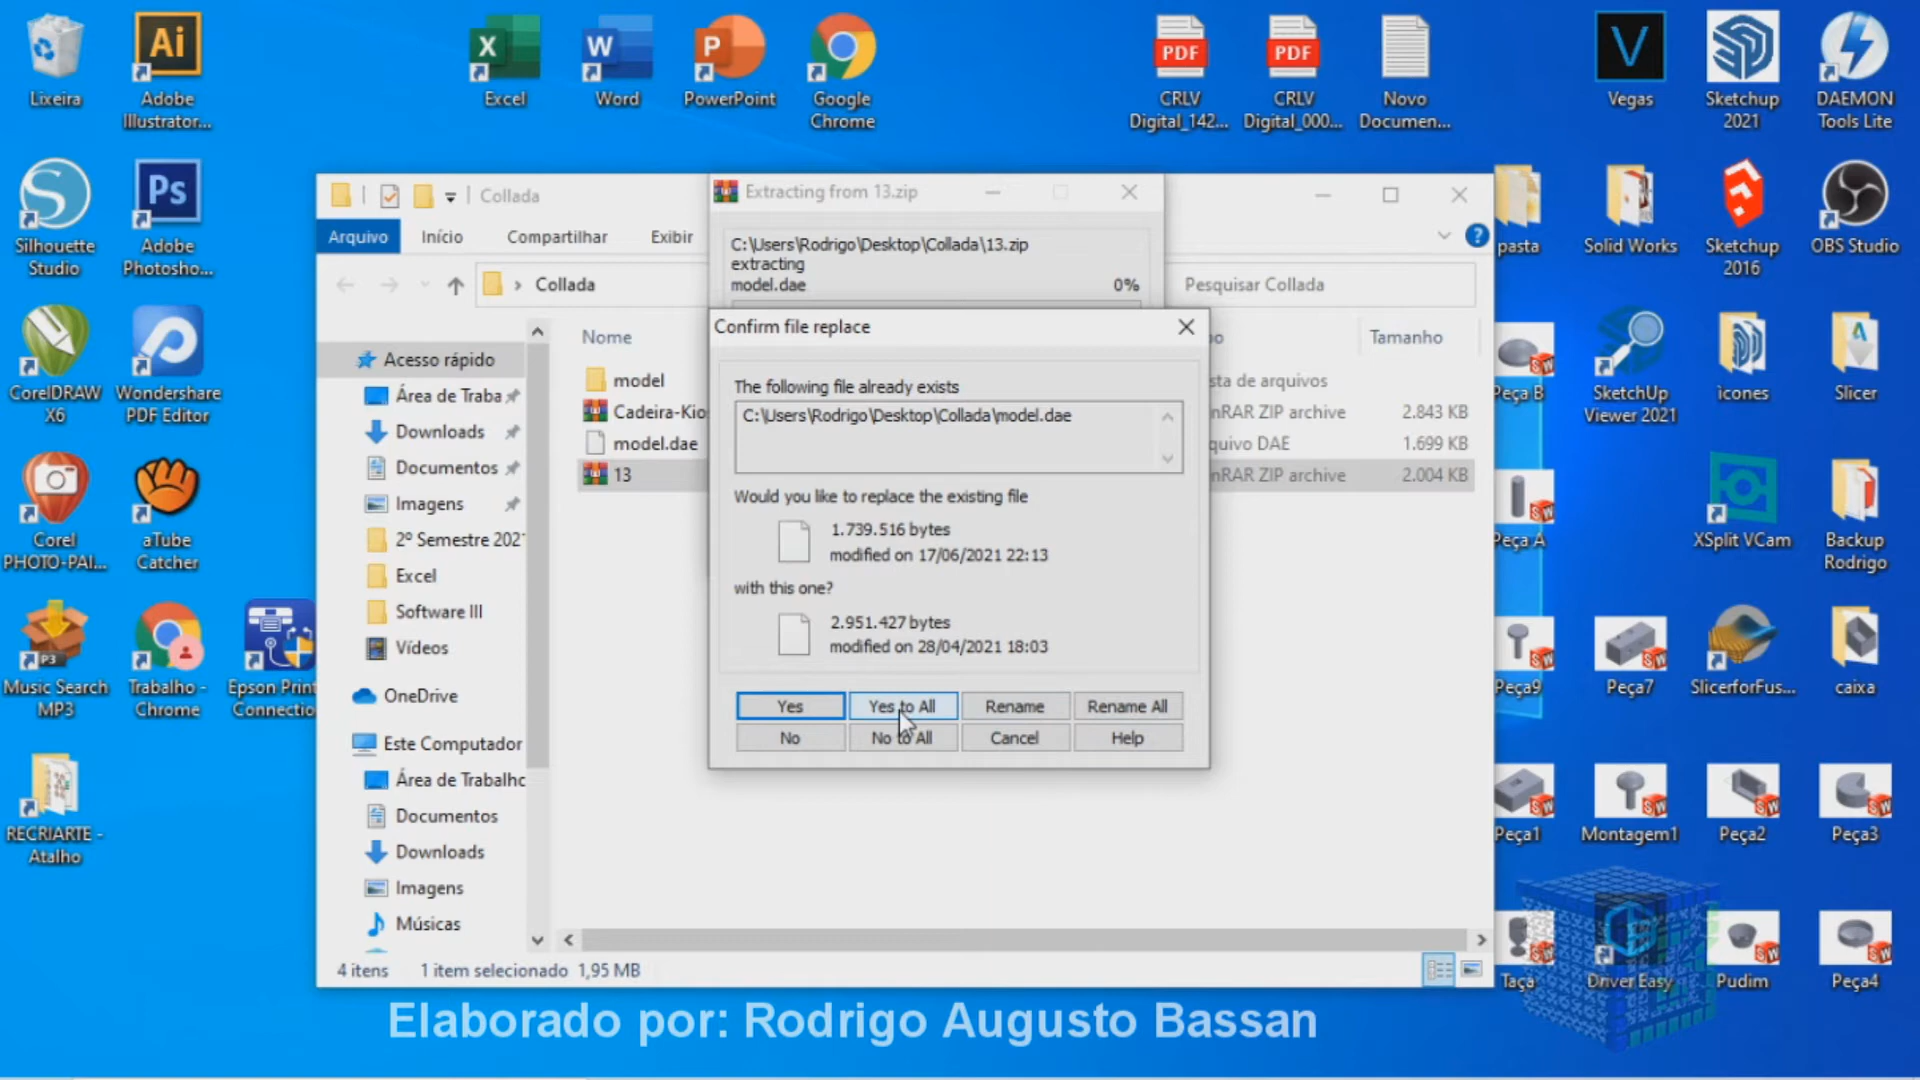 Lixeira
Adobe
Illustrator...
Excel
Word
PowerPoint
Google
Chrome
CRLV
Digital_142...
CRLV
Digital_000...
Novo
Documen...
Vegas
Sketchup
2021
DAEMON
Tools Lite
Silhouette
Studio
Adobe
Photosho...
pasta
Solid Works
Sketchup
2016
OBS Studio
CorelDRAW
X6
Wondershare
PDF Editor
Peça B
SketchUp
Viewer 2021
ìcones
Slicer
Corel
PHOTO-PAI...
aTube
Catcher
Peça A
XSplit VCam
Backup
Rodrigo
Music Search
MP3
Trabalho -
Chrome
Epson Print
Connectio
Peça9
Peça7
SlicerforFus...
caixa
RECRIARTE -
Atalho
Peça1
Montagem1
Peça2
Peça3
Taça
Driver Easy
Pudim
Peça4
Collada
Arquivo
Início
Compartilhar
Exibir
Collada
Pesquisar Collada
Acesso rápido
Área de Traba
Downloads
Documentos
Imagens
2º Semestre 202
Excel
Software III
Vídeos
OneDrive
Este Computador
Área de Trabalho
Documentos
Downloads
Imagens
Músicas
Nome
po
Tamanho
model
sta de arquivos
Cadeira-Kio
nRAR ZIP archive
2.843 KB
model.dae
quivo DAE
1.699 KB
13
nRAR ZIP archive
2.004 KB
4 itens
1 item selecionado 1,95 MB
Extracting from 13.zip
C:\Users\Rodrigo\Desktop\Collada\13.zip
extracting
model.dae
0%
Confirm file replace
The following file already exists
C:\Users\Rodrigo\Desktop\Collada\model.dae
Would you like to replace the existing file
1.739.516 bytes
modified on 17/06/2021 22:13
with this one?
2.951.427 bytes
modified on 28/04/2021 18:03
Yes
Yes to All
Rename
Rename All
No
No to All
Cancel
Help
Elaborado por: Rodrigo Augusto Bassan